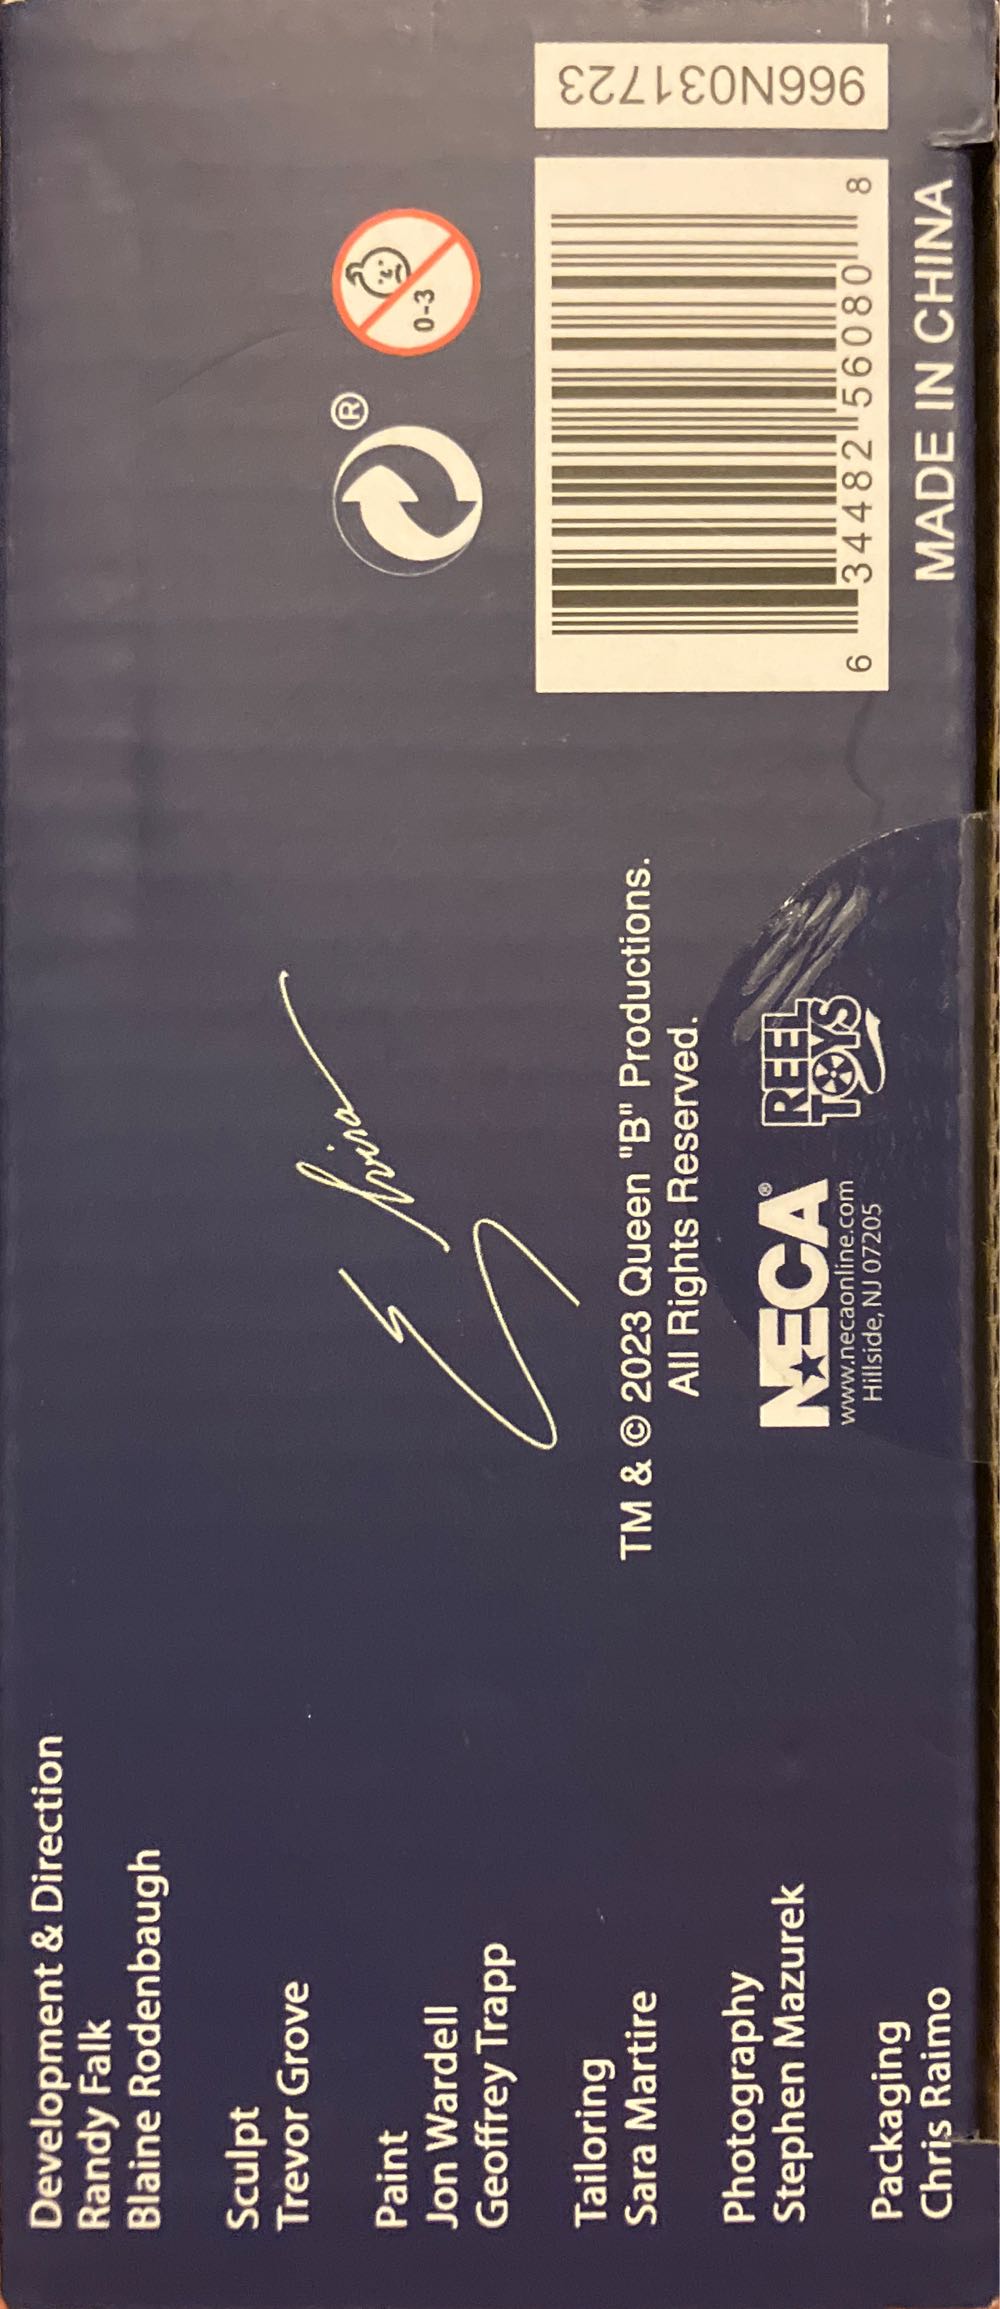 Development & Direction
Randy Falk
Blaine Rodenbaugh
Sculpt
Trevor Grove
Paint
Jon Wardell
Geoffrey Trapp
Tailoring
Sara Martire
Photography
Stephen Mazurek
Packaging
Chris Raimo
Elvira
TM & © 2023 Queen "B" Productions.
All Rights Reserved.
NECA®
www.necaonline.com
Hillside, NJ 07205
REEL
TOYS
®
0-3
6 34482 56080 8
966N031723
MADE IN CHINA